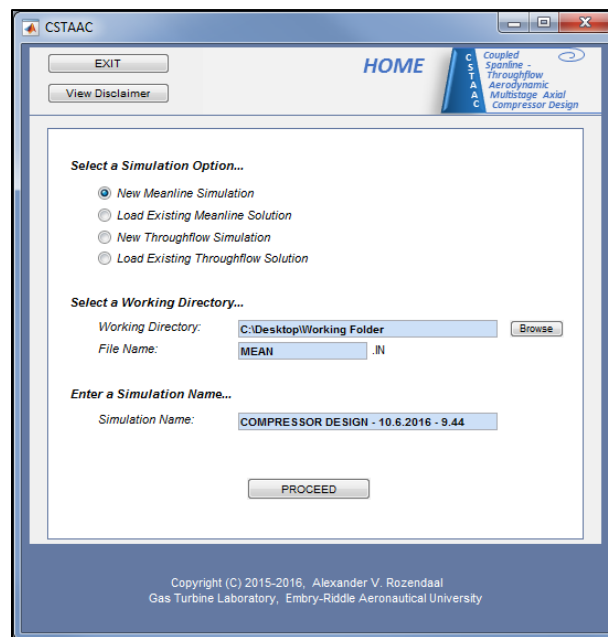 CSTAAC
EXIT
View Disclaimer
HOME
CSTAAC
Coupled
Spanline -
Throughflow
Aerodynamic
Multistage Axial
Compressor Design
Select a Simulation Option...
New Meanline Simulation
Load Existing Meanline Solution
New Throughflow Simulation
Load Existing Throughflow Solution
Select a Working Directory...
Working Directory: C:\Desktop\Working Folder Browse
File Name: MEAN .IN
Enter a Simulation Name...
Simulation Name: COMPRESSOR DESIGN - 10.6.2016 - 9.44
PROCEED
Copyright (C) 2015-2016, Alexander V. Rozendaal
Gas Turbine Laboratory, Embry-Riddle Aeronautical University